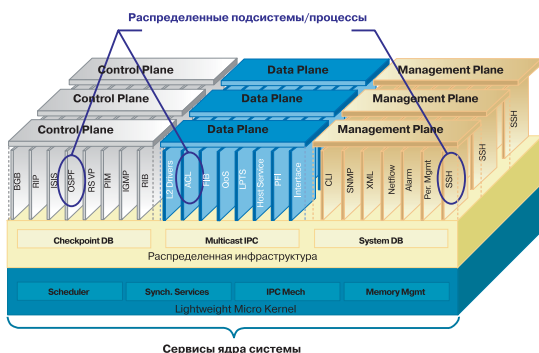 Распределенные подсистемы/процессы
Control Plane
Data Plane
Management Plane
Control Plane
Data Plane
Management Plane
Control Plane
Data Plane
Management Plane
BGB
RIP
ISIS
OSPF
RSVP
PIM
IGMP
RIB
L2 Drivers
ACL
FIB
QoS
LPTS
Host Service
PFI
Interface
CLI
SNMP
XML
Netflow
Alarm
Per. Mgmt
SSH
SSH
SSH
Checkpoint DB
Multicast IPC
System DB
Распределенная инфраструктура
Scheduler
Synch. Services
IPC Mech
Memory Mgmt
Lightweight Micro Kernel
Сервисы ядра системы